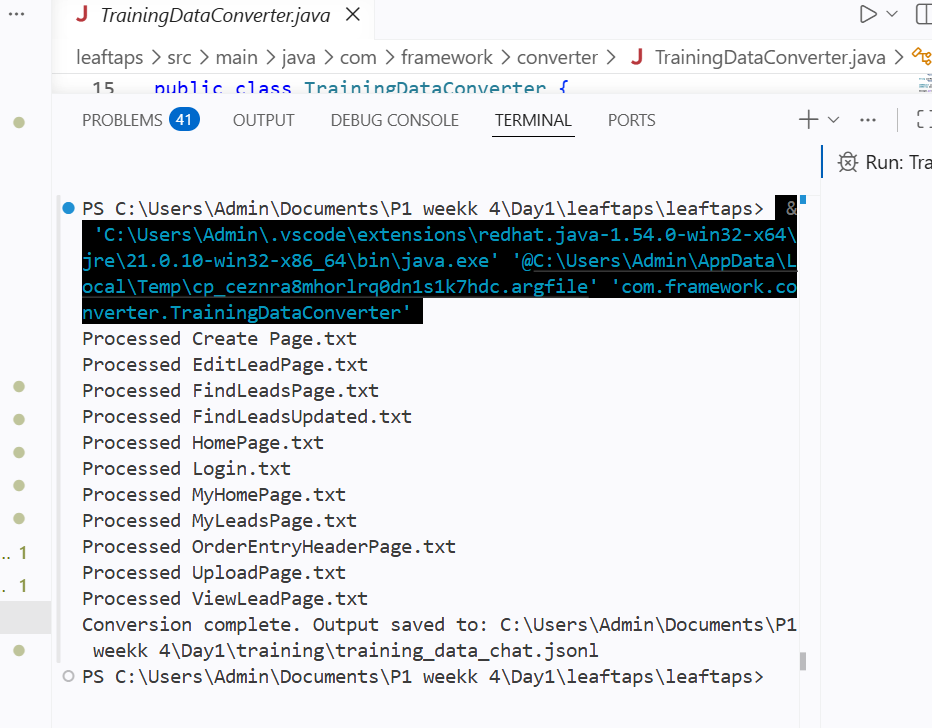 ...
J TrainingDataConverter.java ×
leaftaps > src > main > java > com > framework > converter > J TrainingDataConverter.java >
15 public class TrainingDataConverter {
PROBLEMS 41 OUTPUT DEBUG CONSOLE TERMINAL PORTS
Run: Tra
PS C:\Users\Admin\Documents\P1 weekk 4\Day1\leaftaps\leaftaps> &
'C:\Users\Admin\.vscode\extensions\redhat.java-1.54.0-win32-x64\
jre\21.0.10-win32-x86_64\bin\java.exe' '@C:\Users\Admin\AppData\L
ocal\Temp\cp_ceznra8mhorlrq0dn1s1k7hdc.argfile' 'com.framework.co
nverter.TrainingDataConverter'
Processed Create Page.txt
Processed EditLeadPage.txt
Processed FindLeadsPage.txt
Processed FindLeadsUpdated.txt
Processed HomePage.txt
Processed Login.txt
Processed MyHomePage.txt
Processed MyLeadsPage.txt
Processed OrderEntryHeaderPage.txt
.. 1
Processed UploadPage.txt
. 1
Processed ViewLeadPage.txt
Conversion complete. Output saved to: C:\Users\Admin\Documents\P1
weekk 4\Day1\training\training_data_chat.jsonl
PS C:\Users\Admin\Documents\P1 weekk 4\Day1\leaftaps\leaftaps>